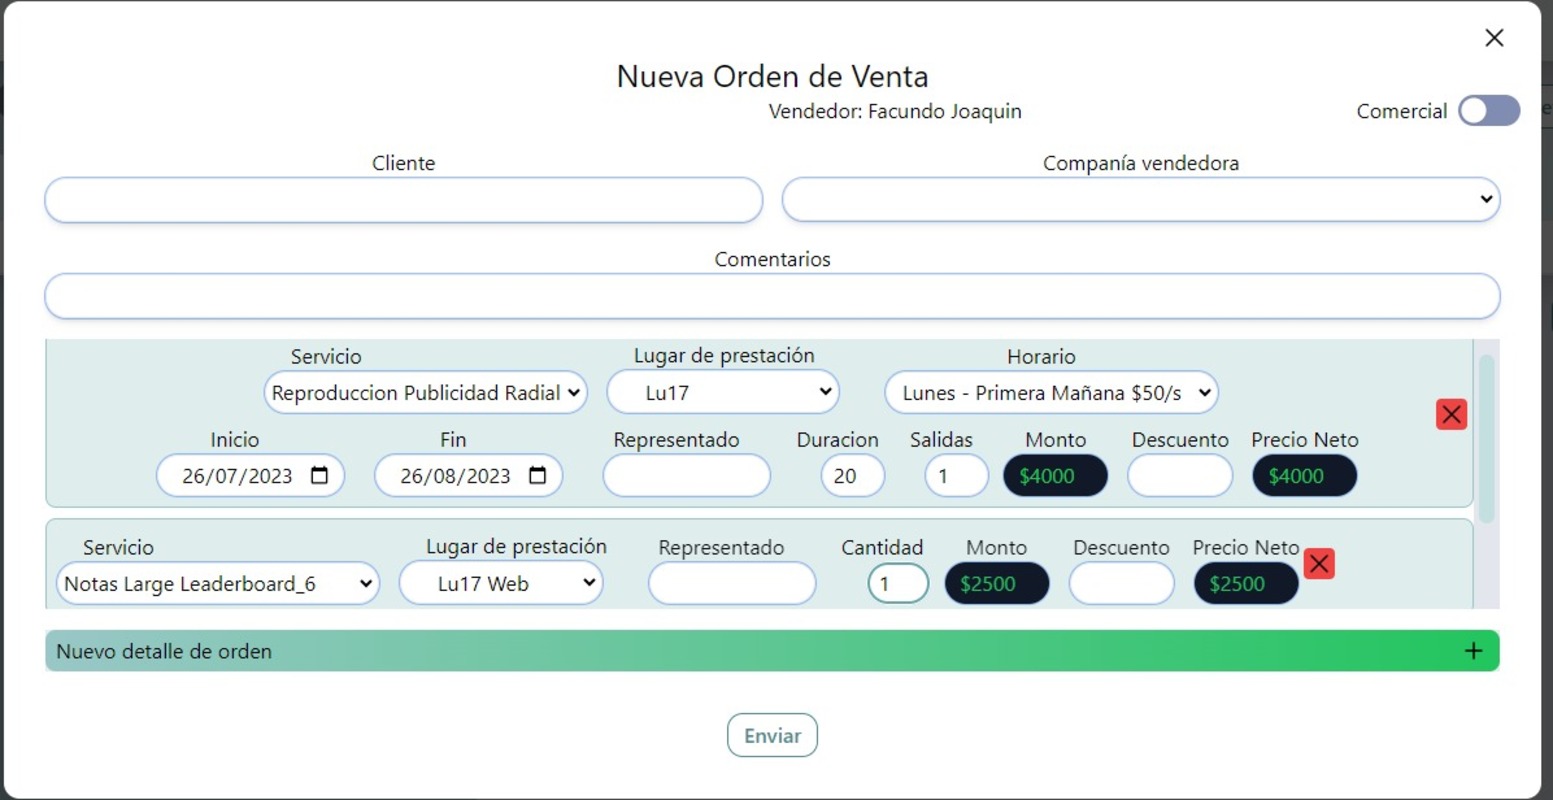 Nueva Orden de Venta
Vendedor: Facundo Joaquin
Comercial
Cliente
Companía vendedora
Comentarios
Servicio
Lugar de prestación
Horario
Reproduccion Publicidad Radial
Lu17
Lunes - Primera Mañana $50/s
Inicio
Fin
Representado
Duracion
Salidas
Monto
Descuento
Precio Neto
26/07/2023
26/08/2023
20
1
$4000
$4000
Servicio
Lugar de prestación
Representado
Cantidad
Monto
Descuento
Precio Neto
Notas Large Leaderboard_6
Lu17 Web
1
$2500
$2500
Nuevo detalle de orden
Enviar